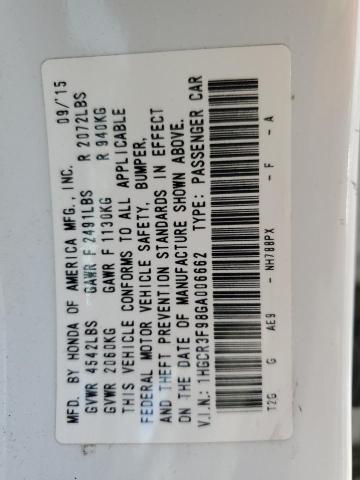 MFD. BY HONDA OF AMERICA MFG., INC. 09/'15
GVWR 4542LBS GAWR F 2491LBS R 2072LBS
GVWR 2060KG GAWR F 1130KG R 940KG
THIS VEHICLE CONFORMS TO ALL APPLICABLE
FEDERAL MOTOR VEHICLE SAFETY, BUMPER,
AND THEFT PREVENTION STANDARDS IN EFFECT
ON THE DATE OF MANUFACTURE SHOWN ABOVE.
V.I.N.: 1HGCR3F98GA006662 TYPE: PASSENGER CAR
T2G G AE9 - NH788PX - F - A